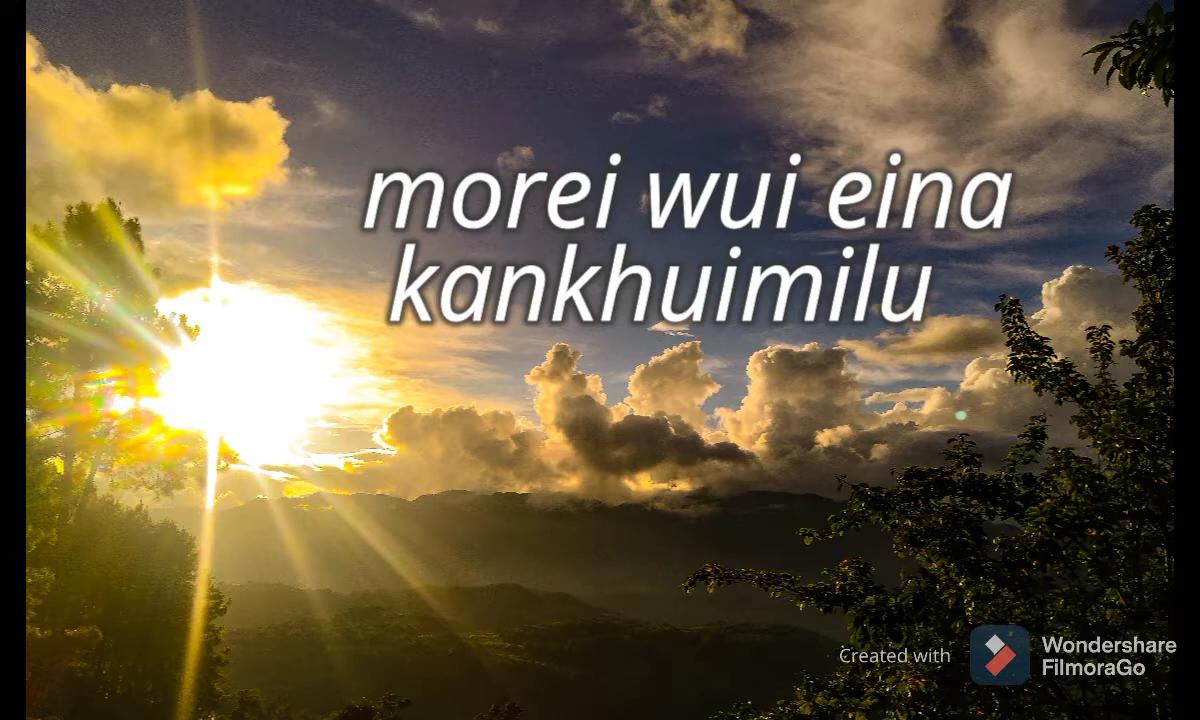 morei wui eina
kankhuimilu
Created with
Wondershare
FilmoraGo